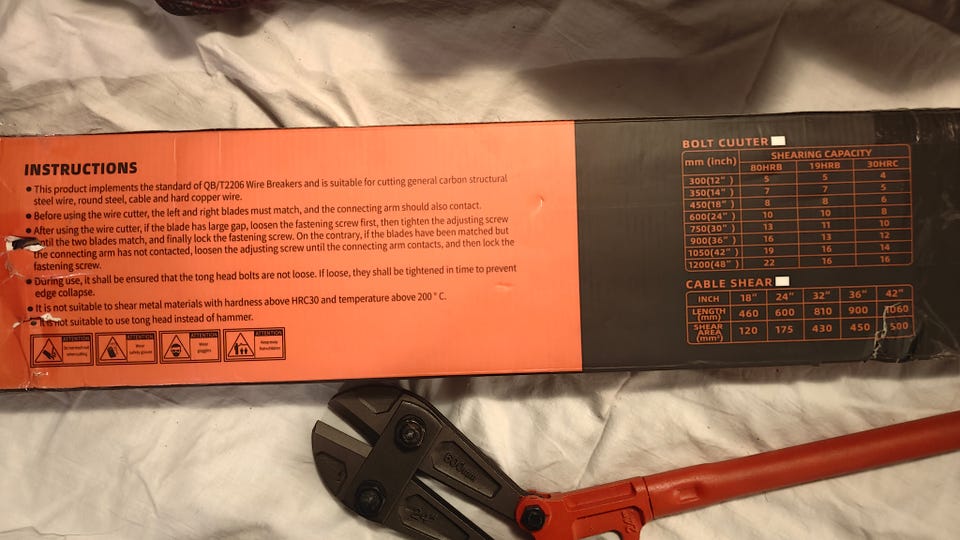 INSTRUCTIONS
● This product implements the standard of QB/T2206 Wire Breakers and is suitable for cutting general carbon structural
steel wire, round steel, cable and hard copper wire.
● Before using the wire cutter, the left and right blades must match, and the connecting arm should also contact.
● After using the wire cutter, if the blade has large gap, loosen the fastening screw first, then tighten the adjusting screw
until the two blades match, and finally lock the fastening screw. On the contrary, if the blades have been matched but
the connecting arm has not contacted, loosen the adjusting screw until the connecting arm contacts, and then lock the
fastening screw.
● During use, it shall be ensured that the tong head bolts are not loose. If loose, they shall be tightened in time to prevent
edge collapse.
● It is not suitable to shear metal materials with hardness above HRC30 and temperature above 200 ° C.
● It is not suitable to use tong head instead of hammer.
ATTENTION
ATTENTION
Wear
safety gloves
ATTENTION
Wear
goggles
ATTENTION
Keep away
from children
BOLT CUUTER
mm (inch) SHEARING CAPACITY
80HRB 19HRB 30HRC
300(12") 5 5 4
350(14") 7 7 5
450(18") 8 8 6
600(24") 10 10 8
750(30") 13 11 10
900(36") 16 13 12
1050(42") 19 16 14
1200(48") 22 16 16
CABLE SHEAR
INCH 18" 24" 32" 36" 42"
LENGTH (mm) 460 600 810 900 1060
SHEAR AREA (mm²) 120 175 430 450 500
600mm
24"